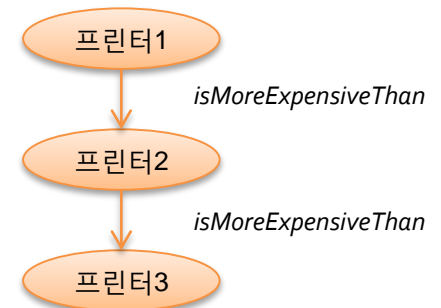 프린터1
isMoreExpensiveThan
프린터2
isMoreExpensiveThan
프린터3